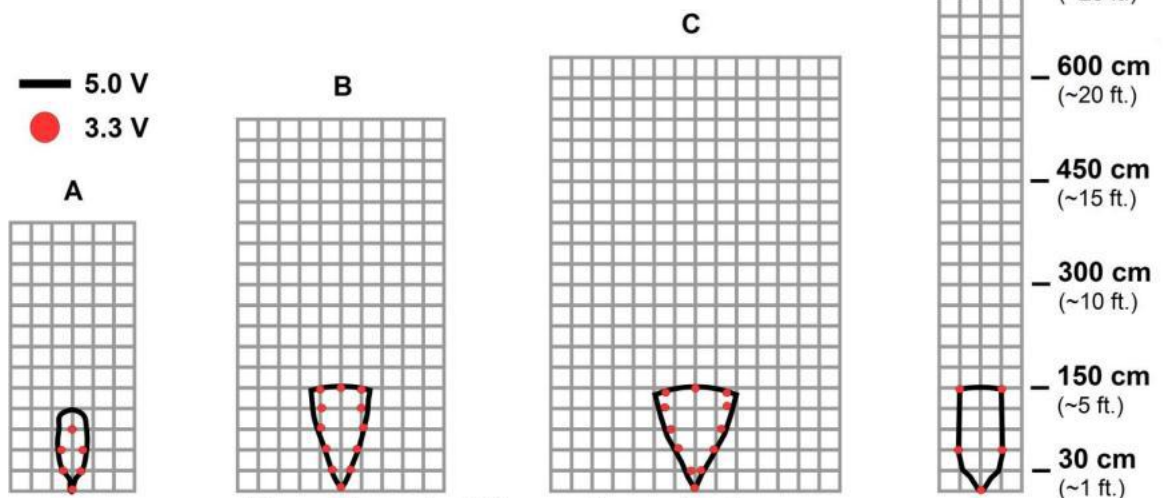 C
5.0 V
3.3 V
B
A
600 cm
(~20 ft.)
450 cm
(~15 ft.)
300 cm
(~10 ft.)
150 cm
(~5 ft.)
30 cm
(~1 ft.)